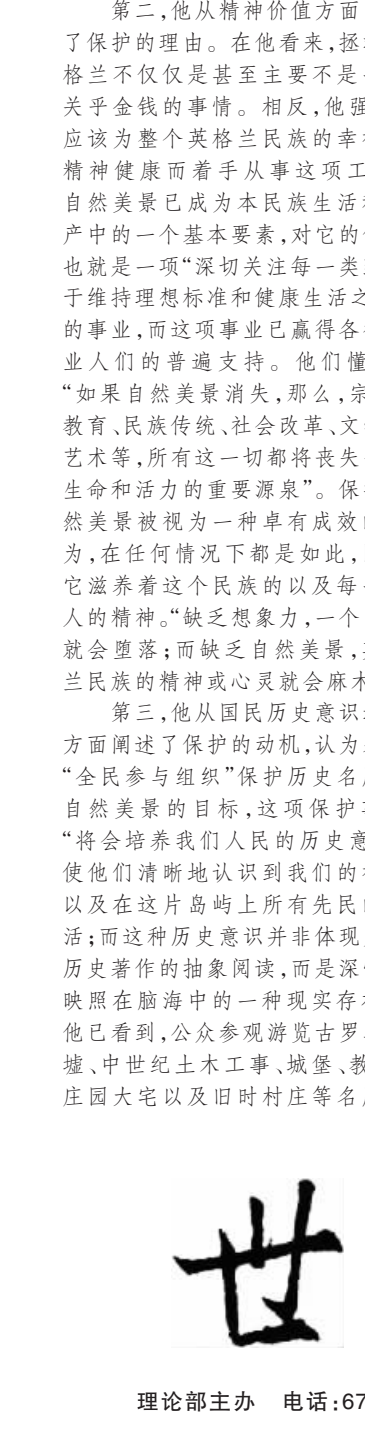 第二,他从精神价值方面
了保护的理由。在他看来,拯
格兰不仅仅是甚至主要不是
关乎金钱的事情。相反,他强
应该为整个英格兰民族的幸
精神健康而着手从事这项工
自然美景已成为本民族生活
产中的一个基本要素,对它的
也就是一项“深切关注每一类
于维持理想标准和健康生活之
的事业,而这项事业已赢得各
业人们的普遍支持。他们懂
“如果自然美景消失,那么,宗
教育、民族传统、社会改革、文
艺术等,所有这一切都将丧失
生命和活力的重要源泉”。保
然美景被视为一种卓有成效
为,在任何情况下都是如此,
它滋养着这个民族的以及每
人的精神。“缺乏想象力,一个
就会堕落;而缺乏自然美景,
兰民族的精神或心灵就会麻木
第三,他从国民历史意识
方面阐述了保护的动机,认为
“全民参与组织”保护历史名
自然美景的目标,这项保护
“将会培养我们人民的历史意
使他们清晰地认识到我们的
以及在这片岛屿上所有先民
活;而这种历史意识并非体现
历史著作的抽象阅读,而是深
映照在脑海中的一种现实存
他已看到,公众参观游览古罗
墟、中世纪土木工事、城堡、教
庄园大宅以及旧时村庄等名
世
理论部主办 电话:67